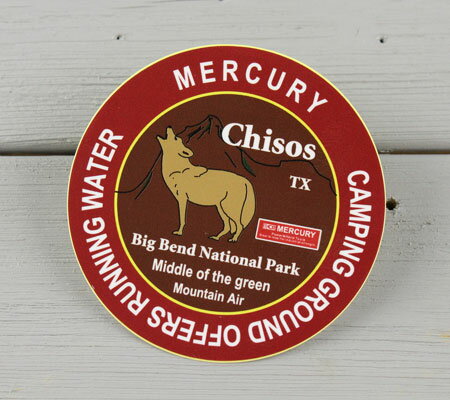 MERCURY
CAMPING GROUND OFFERS RUNNING WATER
Chisos
TX
MERCURY
Big Bend National Park
Middle of the green
Mountain Air